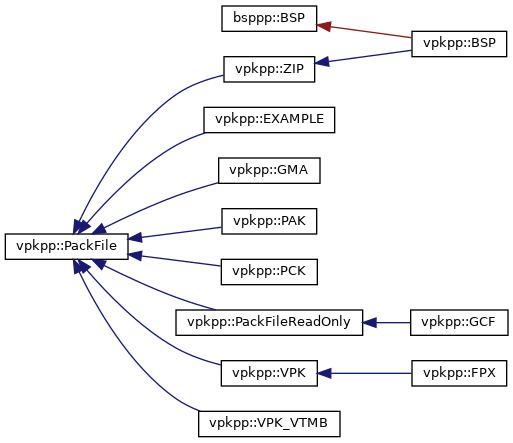 bsppp::BSP
vpkpp::BSP
vpkpp::ZIP
vpkpp::EXAMPLE
vpkpp::GMA
vpkpp::PAK
vpkpp::PackFile
vpkpp::PCK
vpkpp::PackFileReadOnly
vpkpp::GCF
vpkpp::VPK
vpkpp::FPX
vpkpp::VPK_VTMB